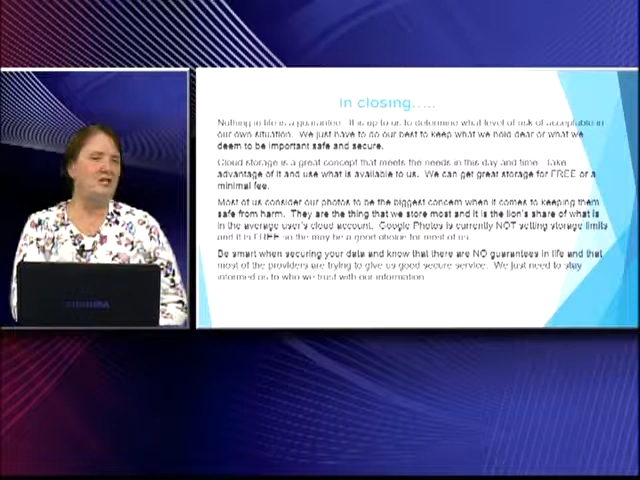 In closing.....
Nothing in life is a guarantee. It is up to us to determine what level of risk of acceptable in
our own situation. We just have to do our best to keep what we hold dear or what we
deem to be important safe and secure.
Cloud storage is a great concept that meets the needs in this day and time. Take
advantage of it and use what is available to us. We can get great storage for FREE or a
minimal fee.
Most of us consider our photos to be the biggest concern when it comes to keeping them
safe from harm. They are the thing that we store most and it is the lion's share of what is
in the average user's cloud account. Google Photos is currently NOT setting storage limits
and it is FREE so the may be a good choice for most of us.
Be smart when securing your data and know that there are NO guarantees in life and that
most of the providers are trying to give us good secure service. We just need to stay
informed as to who we trust with our information.
TOSHIBA